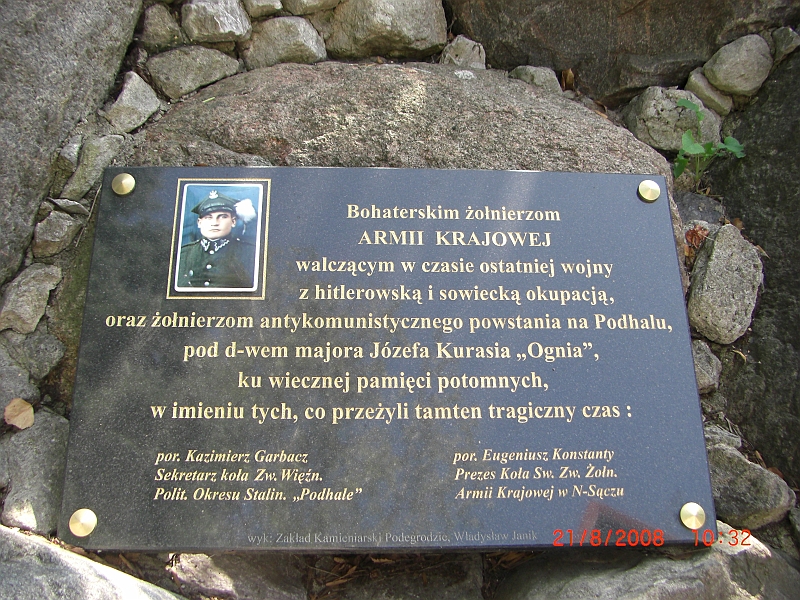 Bohaterskim żołnierzom
ARMII KRAJOWEJ
walczącym w czasie ostatniej wojny
z hitlerowską i sowiecką okupacją,
oraz żołnierzom antykomunistycznego powstania na Podhalu,
pod d-wem majora Józefa Kurasia „Ognia”,
ku wiecznej pamięci potomnych,
w imieniu tych, co przeżyli tamten tragiczny czas :
por. Kazimierz Garbacz
Sekretarz koła Zw. Więźn.
Polit. Okresu Stalin. „Podhale”
por. Eugeniusz Konstanty
Prezes Koła Sw. Zw. Żołn.
Armii Krajowej w N-Sączu
wyk: Zakład Kamieniarski Podegrodzie, Władysław Janik
21/8/2008 10:32